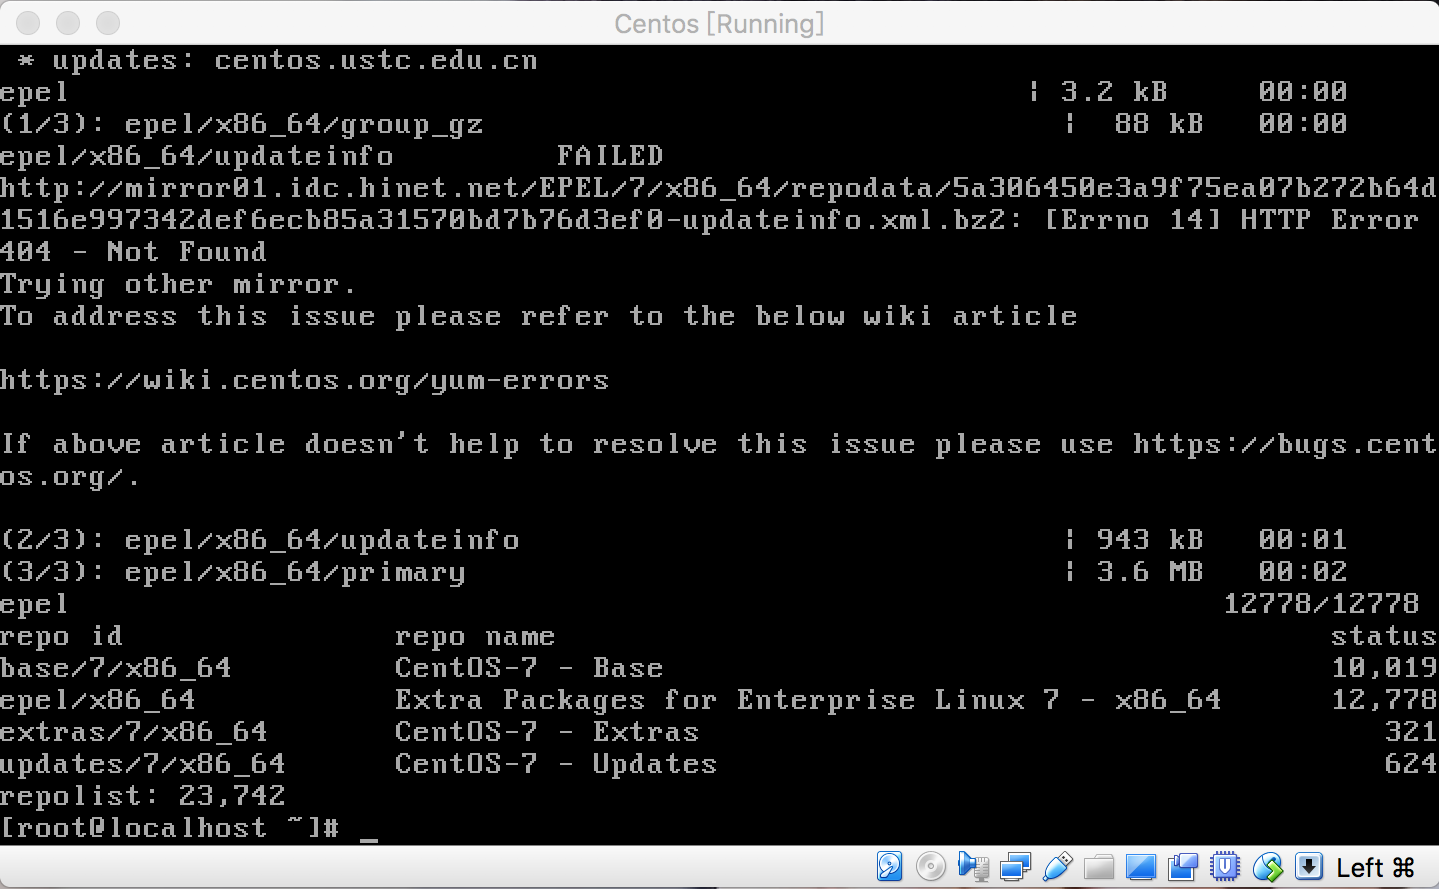 Centos [Running]
* updates: centos.ustc.edu.cn
epel | 3.2 kB 00:00
(1/3): epel/x86_64/group_gz | 88 kB 00:00
epel/x86_64/updateinfo FAILED
http://mirror01.idc.hinet.net/EPEL/7/x86_64/repodata/5a306450e3a9f75ea07b272b64d
1516e997342def6ecb85a31570bd7b76d3ef0-updateinfo.xml.bz2: [Errno 14] HTTP Error
404 - Not Found
Trying other mirror.
To address this issue please refer to the below wiki article
https://wiki.centos.org/yum-errors
If above article doesn't help to resolve this issue please use https://bugs.cent
os.org/.
(2/3): epel/x86_64/updateinfo | 943 kB 00:01
(3/3): epel/x86_64/primary | 3.6 MB 00:02
epel 12778/12778
repo id repo name status
base/7/x86_64 CentOS-7 - Base 10,019
epel/x86_64 Extra Packages for Enterprise Linux 7 - x86_64 12,778
extras/7/x86_64 CentOS-7 - Extras 321
updates/7/x86_64 CentOS-7 - Updates 624
repolist: 23,742
[root@localhost ~]# _
Left ⌘